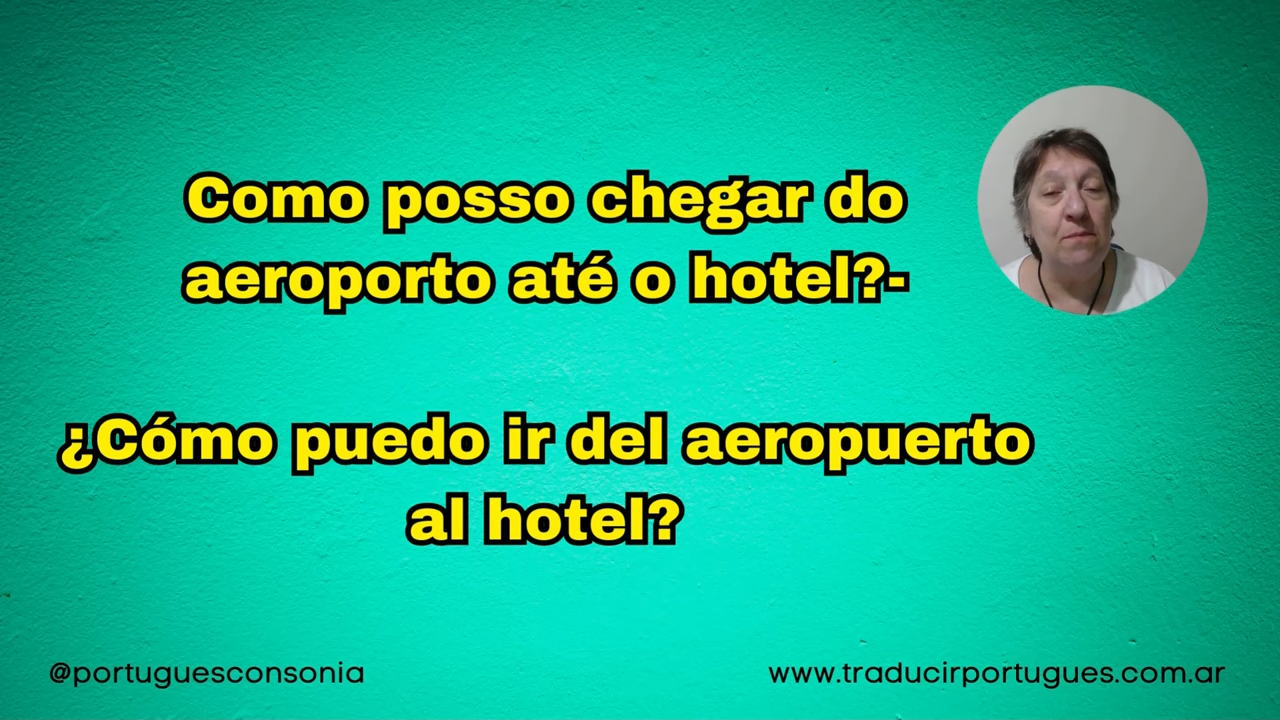 Como posso chegar do
aeroporto até o hotel?-
¿Cómo puedo ir del aeropuerto
al hotel?
@portuguesconsonia
www.traducirportugues.com.ar